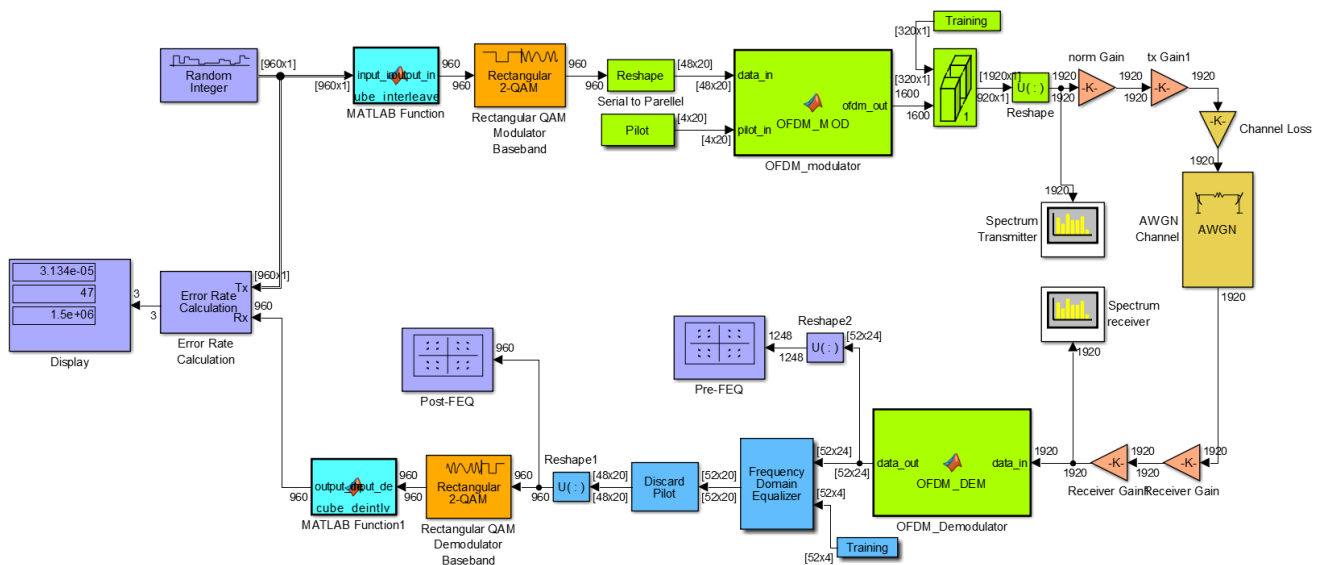 Random
Integer
[960x1]
[960x1]
input_in
output_in
ube_interleave
MATLAB Function
960
960
Rectangular
2-QAM
Rectangular QAM
Modulator
Baseband
960
960
Reshape
Serial to Parellel
[48x20]
[48x20]
Pilot
[4x20]
[4x20]
data_in
pilot_in
OFDM_MOD
ofdm_out
OFDM_modulator
1600
1600
Training
[320x1]
[320x1]
1
[1920x1]
920x1]
U( : )
Reshape
1920
1920
norm Gain
-K-
1920
1920
tx Gain1
-K-
1920
-K-
Channel Loss
1920
1920
Spectrum
Transmitter
AWGN
Channel
AWGN
1920
3.134e-05
47
1.5e+06
Display
3
3
Error Rate
Calculation
Tx
Rx
[960x1]
960
Error Rate
Calculation
Spectrum
receiver
1920
Post-FEQ
960
Pre-FEQ
1248
1248
Reshape2
U( : )
[52x24]
output_
input_de
cube_deintlv
MATLAB Function1
960
960
960
Rectangular
2-QAM
Rectangular QAM
Demodulator
Baseband
960
960
Reshape1
U( : )
[48x20]
[48x20]
Discard
Pilot
[52x20]
[52x20]
Frequency
Domain
Equalizer
[52x24]
[52x24]
[52x4]
[52x4]
Training
data_out
data_in
OFDM_DEM
OFDM_Demodulator
1920
1920
-K-
Receiver Gain
1920
1920
-K-
Receiver Gain
1920